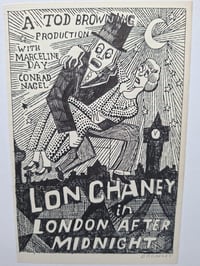 A TOD BROWNING
PRODUCTION
WITH MARCELINE
DAY
CONRAD
NAGEL
LON CHANEY
in
LONDON AFTER
MIDNIGHT